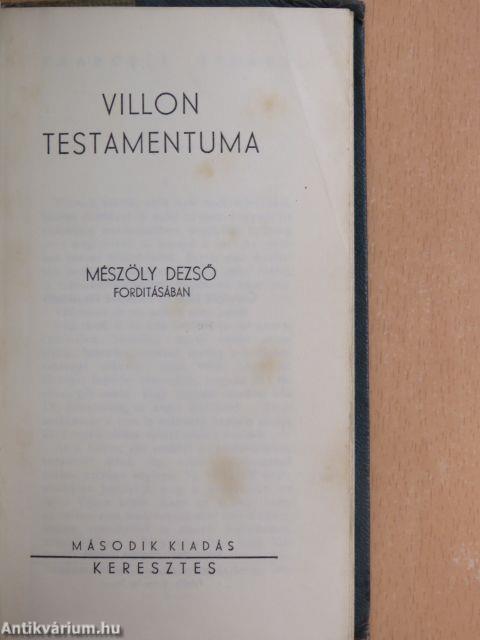 VILLON
TESTAMENTUMA
MÉSZÖLY DEZSŐ
FORDITÁSÁBAN
MÁSODIK KIADÁS
KERESZTES
Antikvárium.hu